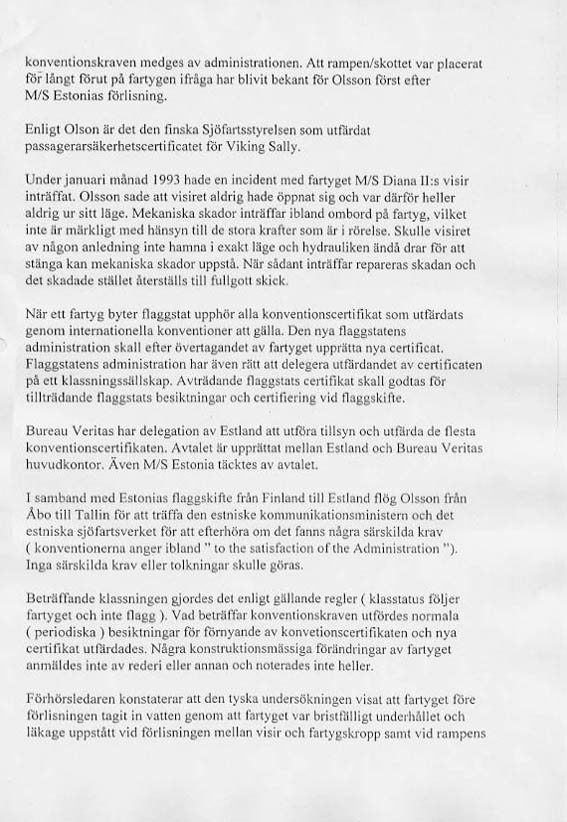 konventionskraven medges av administrationen. Att rampen/skottet var placerat
för långt förut på fartygen ifråga har blivit bekant för Olsson först efter
M/S Estonias förlisning.
Enligt Olson är det den finska Sjöfartsstyrelsen som utfärdat
passagerarsäkerhetscertificatet för Viking Sally.
Under januari månad 1993 hade en incident med fartyget M/S Diana II:s visir
inträffat. Olsson sade att visiret aldrig hade öppnat sig och var därför heller
aldrig ur sitt läge. Mekaniska skador inträffar ibland ombord på fartyg, vilket
inte är märkligt med hänsyn till de stora krafter som är i rörelse. Skulle visiret
av någon anledning inte hamna i exakt läge och hydrauliken ändå drar för att
stänga kan mekaniska skador uppstå. När sådant inträffar repareras skadan och
det skadade stället återställs till fullgott skick.
När ett fartyg byter flaggstat upphör alla konventionscertifikat som utfärdats
genom internationella konventioner att gälla. Den nya flaggstatens
administration skall efter övertagandet av fartyget upprätta nya certificat.
Flaggstatens administration har även rätt att delegera utfärdandet av certificaten
på ett klassningssällskap. Avträdande flaggstats certifikat skall godtas för
tillträdande flaggstats besiktningar och certifiering vid flaggskifte.
Bureau Veritas har delegation av Estland att utföra tillsyn och utfärda de flesta
konventionscertifikaten. Avtalet är upprättat mellan Estland och Bureau Veritas
huvudkontor. Även M/S Estonia täcktes av avtalet.
I samband med Estonias flaggskifte från Finland till Estland flög Olsson från
Åbo till Tallin för att träffa den estniske kommunikationsministern och det
estniska sjöfartsverket för att efterhöra om det fanns några särskilda krav
( konventionerna anger ibland " to the satisfaction of the Administration ").
Inga särskilda krav eller tolkningar skulle göras.
Beträffande klassningen gjordes det enligt gällande regler ( klasstatus följer
fartyget och inte flagg ). Vad beträffar konventionskraven utfördes normala
( periodiska ) besiktningar för förnyande av konvetionscertifikaten och nya
certifikat utfärdades. Några konstruktionsmässiga förändringar av fartyget
anmäldes inte av rederi eller annan och noterades inte heller.
Förhörsledaren konstaterar att den tyska undersökningen visat att fartyget före
förlisningen tagit in vatten genom att fartyget var bristfälligt underhållet och
läkage uppstått vid förlisningen mellan visir och fartygskropp samt vid rampens